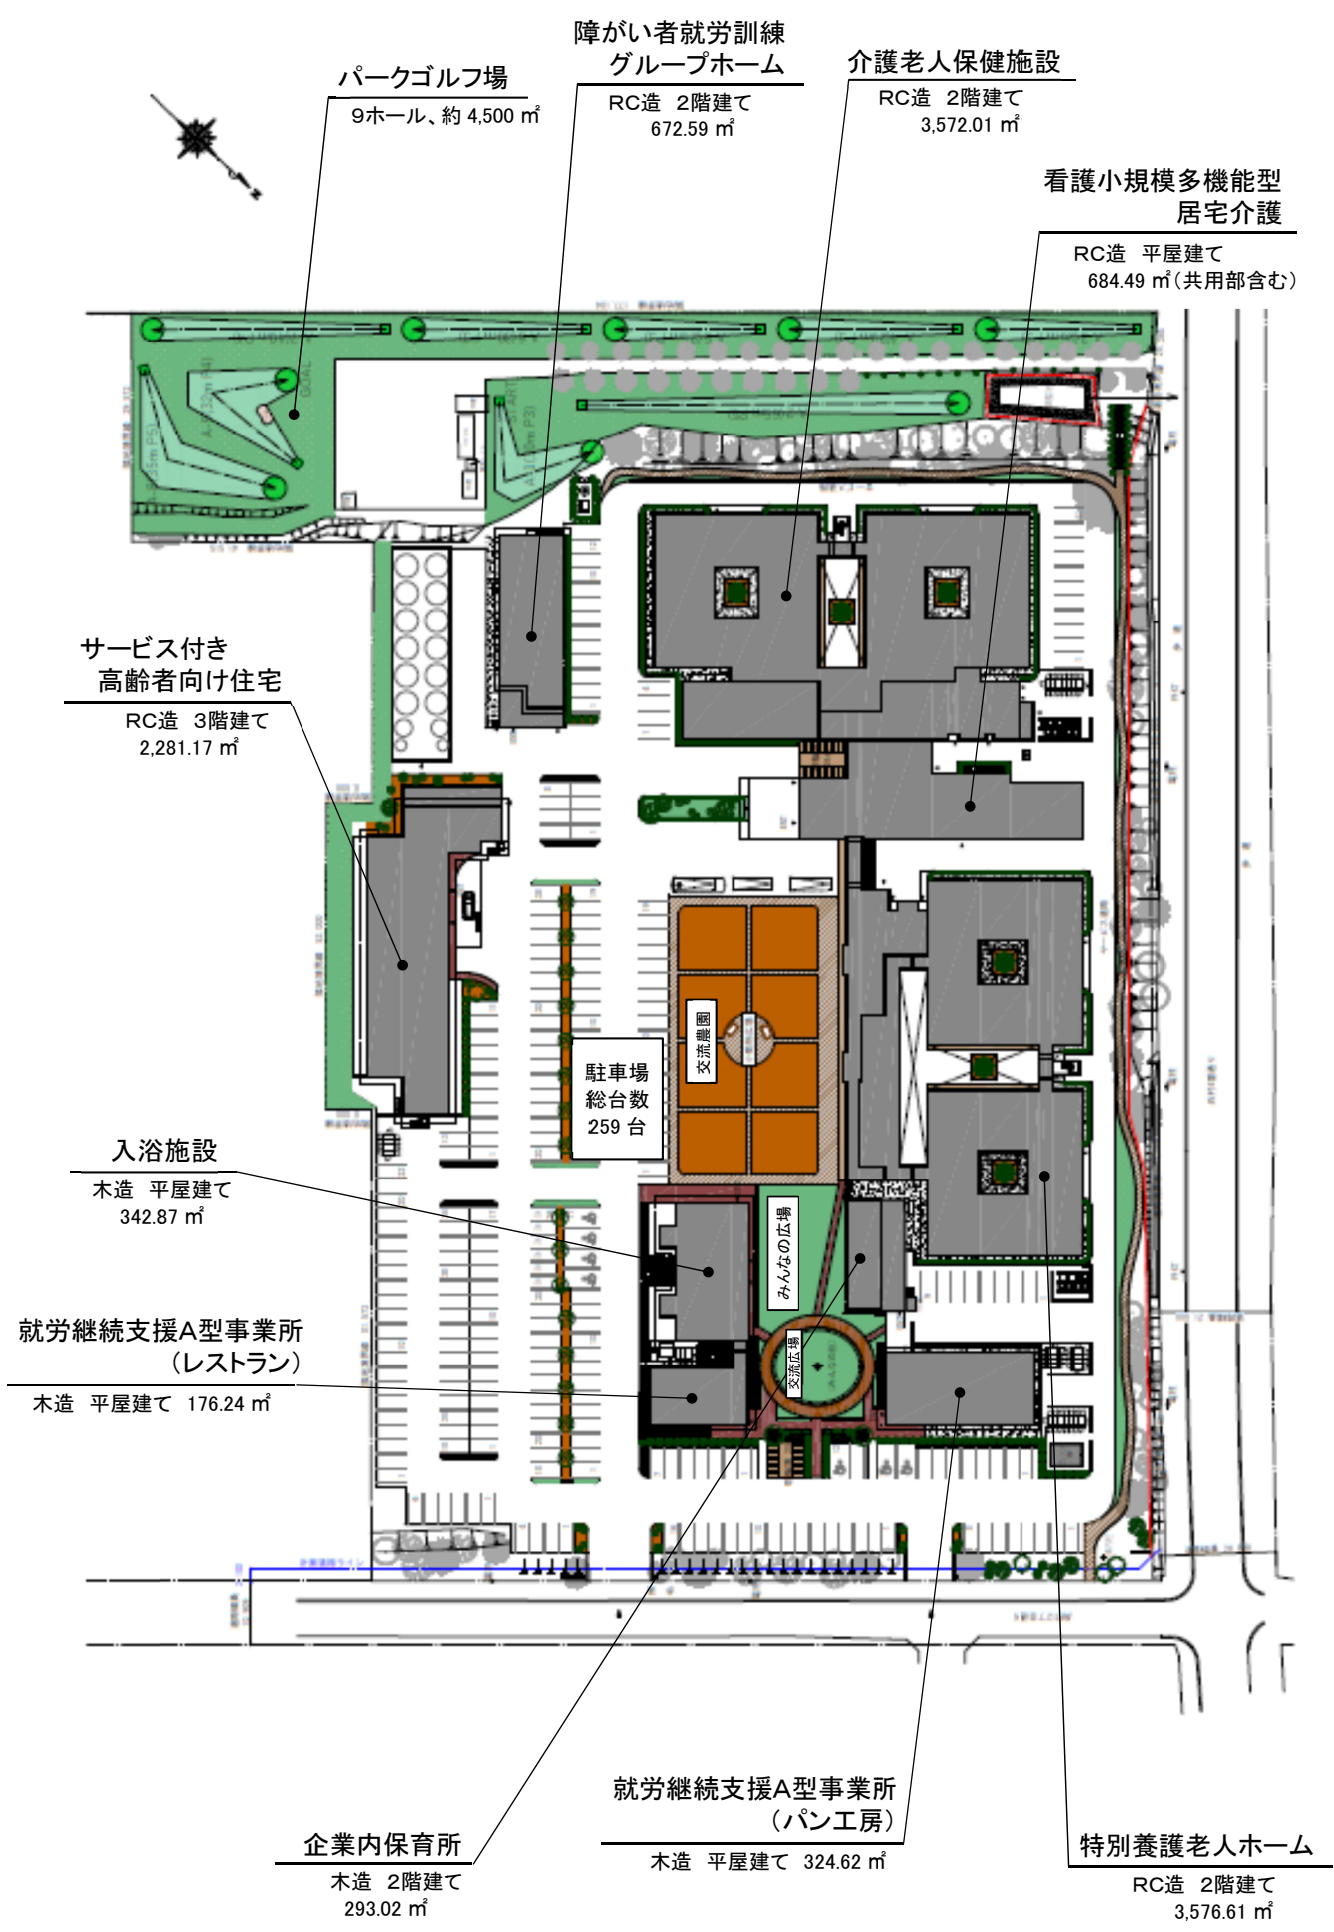 障がい者就労訓練
グループホーム
RC造 2階建て
672.59 ㎡
パークゴルフ場
9ホール、約 4,500 ㎡
介護老人保健施設
RC造 2階建て
3,572.01 ㎡
看護小規模多機能型
居宅介護
RC造 平屋建て
684.49 ㎡(共用部含む)
サービス付き
高齢者向け住宅
RC造 3階建て
2,281.17 ㎡
交流農園
駐車場
総台数
259 台
入浴施設
木造 平屋建て
342.87 ㎡
みんなの広場
交流広場
就労継続支援A型事業所
(レストラン)
木造 平屋建て 176.24 ㎡
計画道路ライン
就労継続支援A型事業所
(パン工房)
木造 平屋建て 324.62 ㎡
企業内保育所
木造 2階建て
293.02 ㎡
特別養護老人ホーム
RC造 2階建て
3,576.61 ㎡